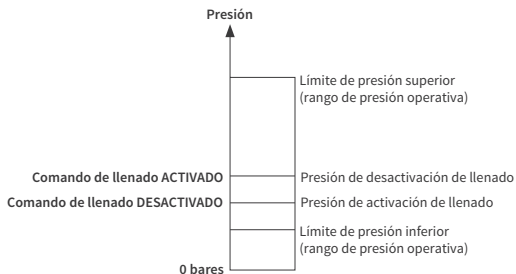 Presión
Límite de presión superior
(rango de presión operativa)
Comando de llenado ACTIVADO
Presión de desactivación de llenado
Comando de llenado DESACTIVADO
Presión de activación de llenado
Límite de presión inferior
(rango de presión operativa)
0 bares